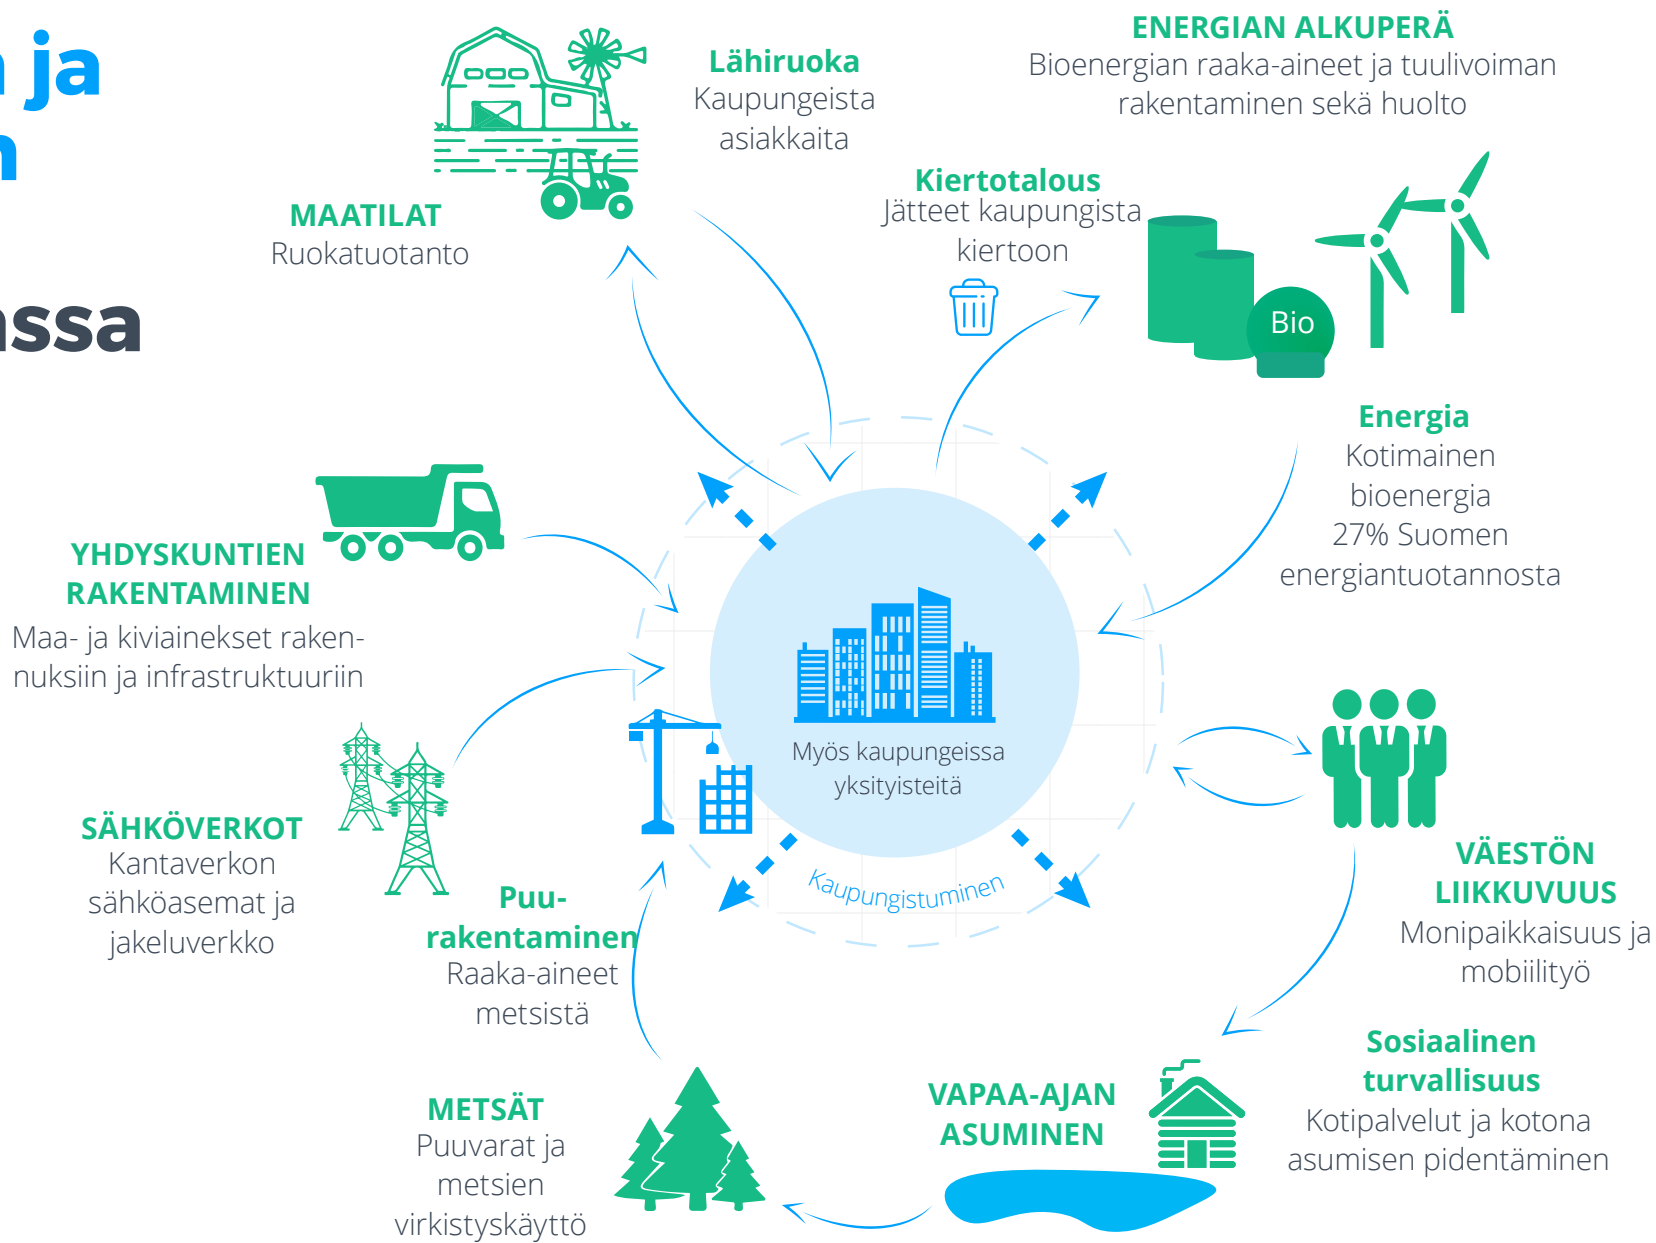 ja
n
assa
ENERGIAN ALKUPERÄ
Bioenergian raaka-aineet ja tuulivoiman
rakentaminen sekä huolto
Lähiruoka
Kaupungeista
asiakkaita
Kiertotalous
Jätteet kaupungista
kiertoon
MAATILAT
Ruokatuotanto
Bio
Energia
Kotimainen
bioenergia
27% Suomen
energiantuotannosta
YHDYSKUNTIEN
RAKENTAMINEN
Maa- ja kiviainekset raken-
nuksiin ja infrastruktuuriin
Myös kaupungeissa
yksityisteitä
Kaupungistuminen
SÄHKÖVERKOT
Kantaverkon
sähköasemat ja
jakeluverkko
VÄESTÖN
LIIKKUVUUS
Monipaikkaisuus ja
mobiilityö
Puu-
rakentaminen
Raaka-aineet
metsistä
Sosiaalinen
turvallisuus
Kotipalvelut ja kotona
asumisen pidentäminen
VAPAA-AJAN
ASUMINEN
METSÄT
Puuvarat ja
metsien
virkistyskäyttö